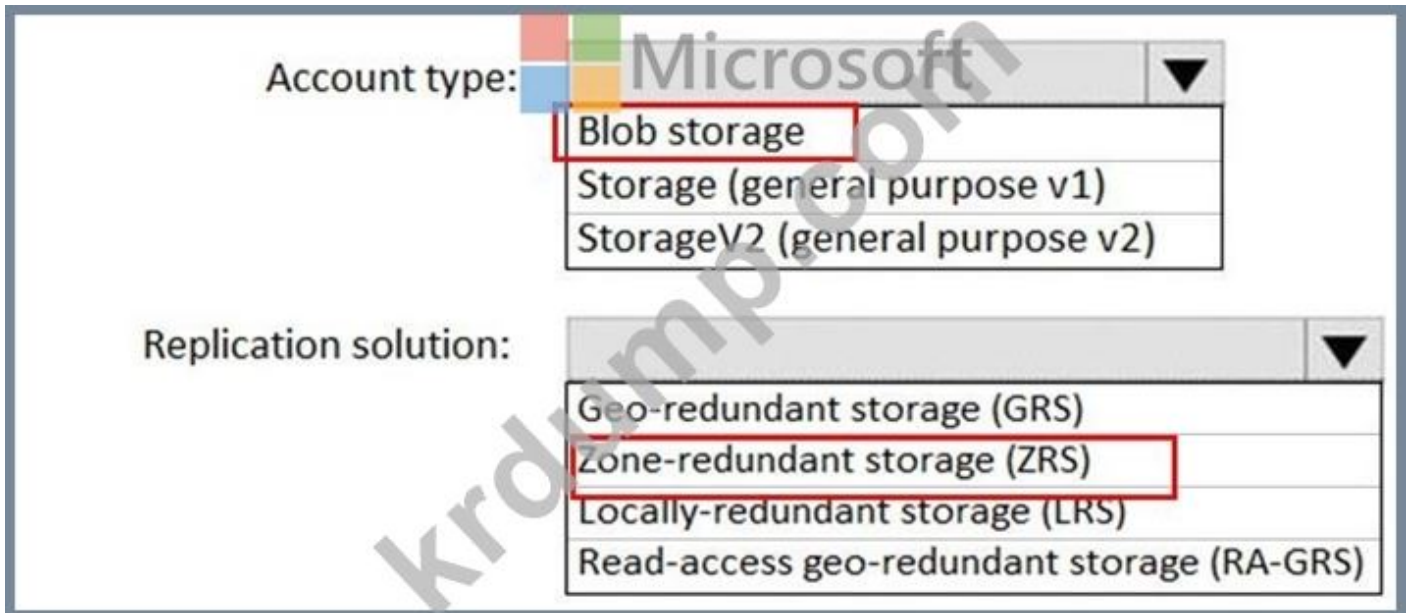 Microsoft
Account type:
Blob storage
Storage (general purpose v1)
StorageV2 (general purpose v2)
Replication solution:
Geo-redundant storage (GRS)
Zone-redundant storage (ZRS)
Locally-redundant storage (LRS)
Read-access geo-redundant storage (RA-GRS)
krdump.com